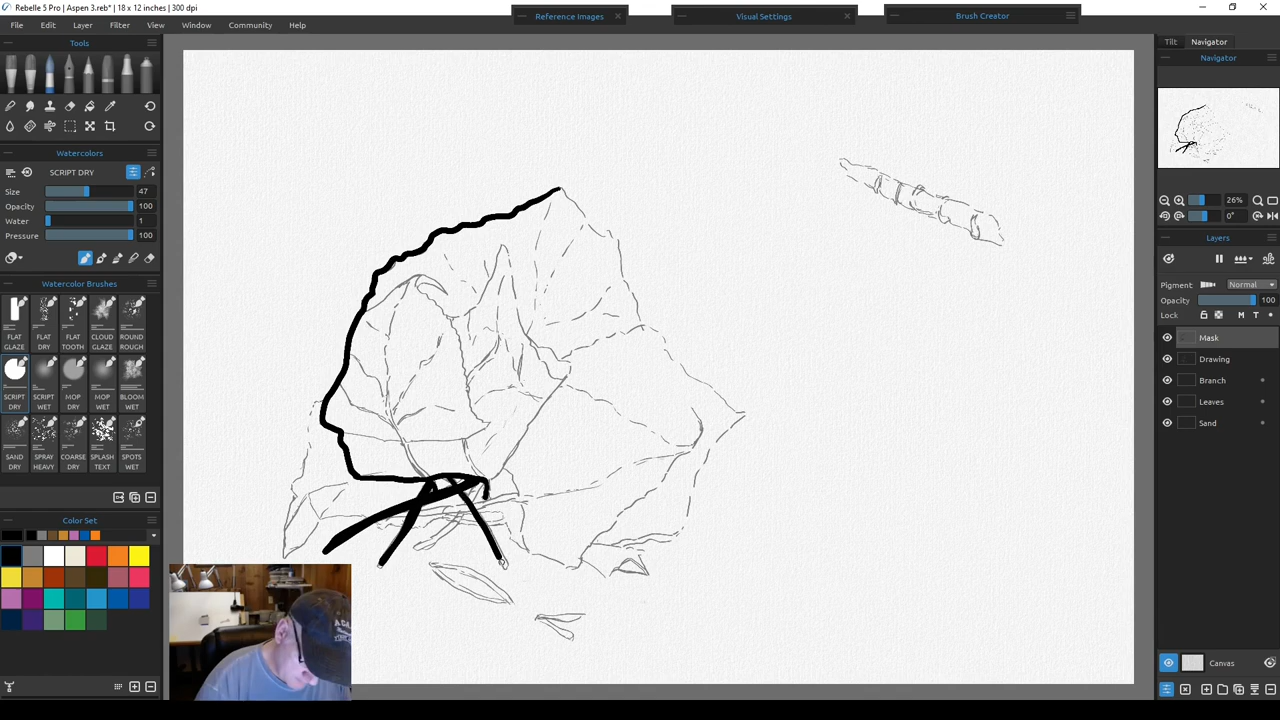 Rebelle 5 Pro | Aspen 3.reb* | 18 x 12 inches | 300 dpi
Reference Images
Visual Settings
Brush Creator
File Edit Layer Filter View Window Community Help
Tools
Tilt Navigator
Navigator
Watercolors
SCRIPT DRY
Size 47
Opacity 100
Water 1
Pressure 100
26%
0°
Layers
Pigment Normal
Opacity 100
Lock M T
Mask
Drawing
Branch
Leaves
Sand
Watercolor Brushes
FLAT GLAZE
FLAT DRY
FLAT TOOTH
CLOUD GLAZE
ROUND ROUGH
SCRIPT DRY
SCRIPT WET
MOP DRY
MOP WET
BLOOM WET
SAND DRY
SPRAY HEAVY
COARSE DRY
SPLASH TEXT
SPOTS WET
Color Set
Canvas